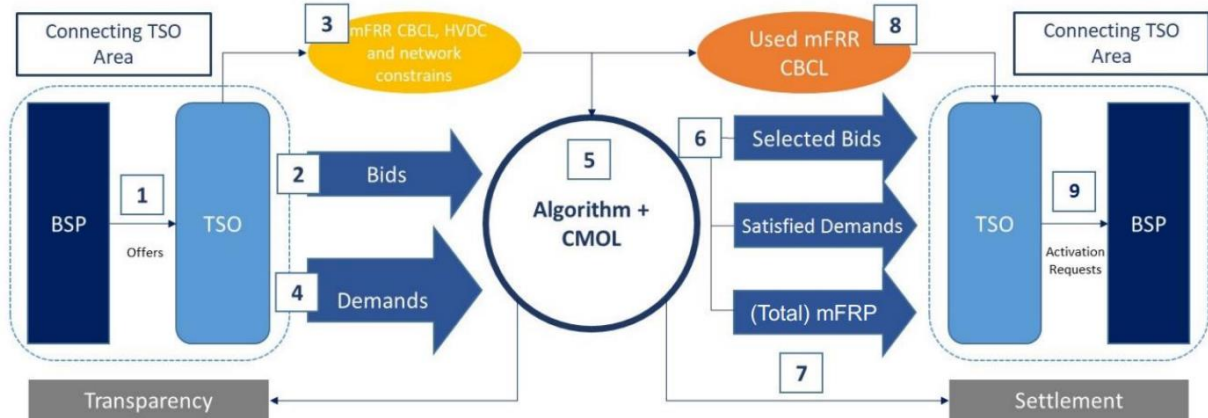 Connecting TSO
Area
3
mFRR CBCL, HVDC
and network
constrains
Used mFRR
CBCL
8
Connecting TSO
Area
BSP
1
Offers
TSO
2
Bids
4
Demands
5
Algorithm +
CMOL
6
Selected Bids
Satisfied Demands
(Total) mFRP
7
TSO
9
Activation
Requests
BSP
Transparency
Settlement